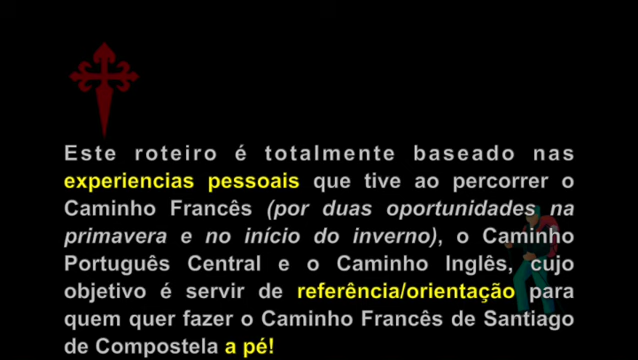 Este roteiro é totalmente baseado nas
experiencias pessoais que tive ao percorrer o
Caminho Francês (por duas oportunidades na
primavera e no início do inverno), o Caminho
Português Central e o Caminho Inglês, cujo
objetivo é servir de referência/orientação para
quem quer fazer o Caminho Francês de Santiago
de Compostela a pé!